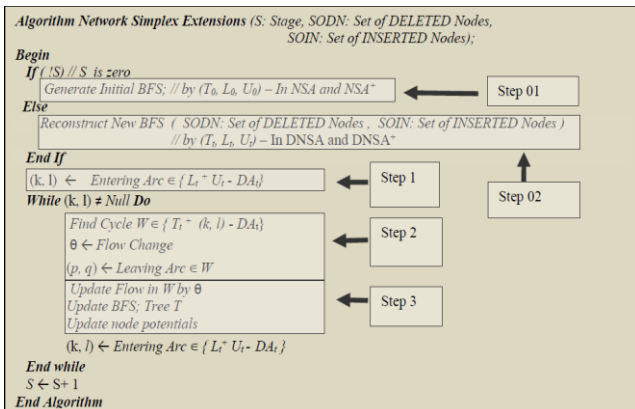 Algorithm Network Simplex Extensions (S: Stage, SODN: Set of DELETED Nodes,
SOIN: Set of INSERTED Nodes);
Begin
If ( !S) // S is zero
Generate Initial BFS; // by (T₀, L₀, U₀) – In NSA and NSA⁺
Step 01
Else
Reconstruct New BFS ( SODN: Set of DELETED Nodes , SOIN: Set of INSERTED Nodes )
// by (Tₜ, Lₜ, Uₜ) – In DNSA and DNSA⁺
Step 02
End If
(k, l) ← Entering Arc ∈ { Lₜ⁺ Uₜ - DAₜ}
Step 1
While (k, l) ≠ Null Do
Find Cycle W ∈ { Tₜ⁺ (k, l) - DAₜ}
θ ← Flow Change
(p, q) ← Leaving Arc ∈ W
Step 2
Update Flow in W by θ
Update BFS; Tree T
Update node potentials
Step 3
(k, l) ← Entering Arc ∈ { Lₜ⁺ Uₜ - DAₜ }
End while
S ← S+ 1
End Algorithm